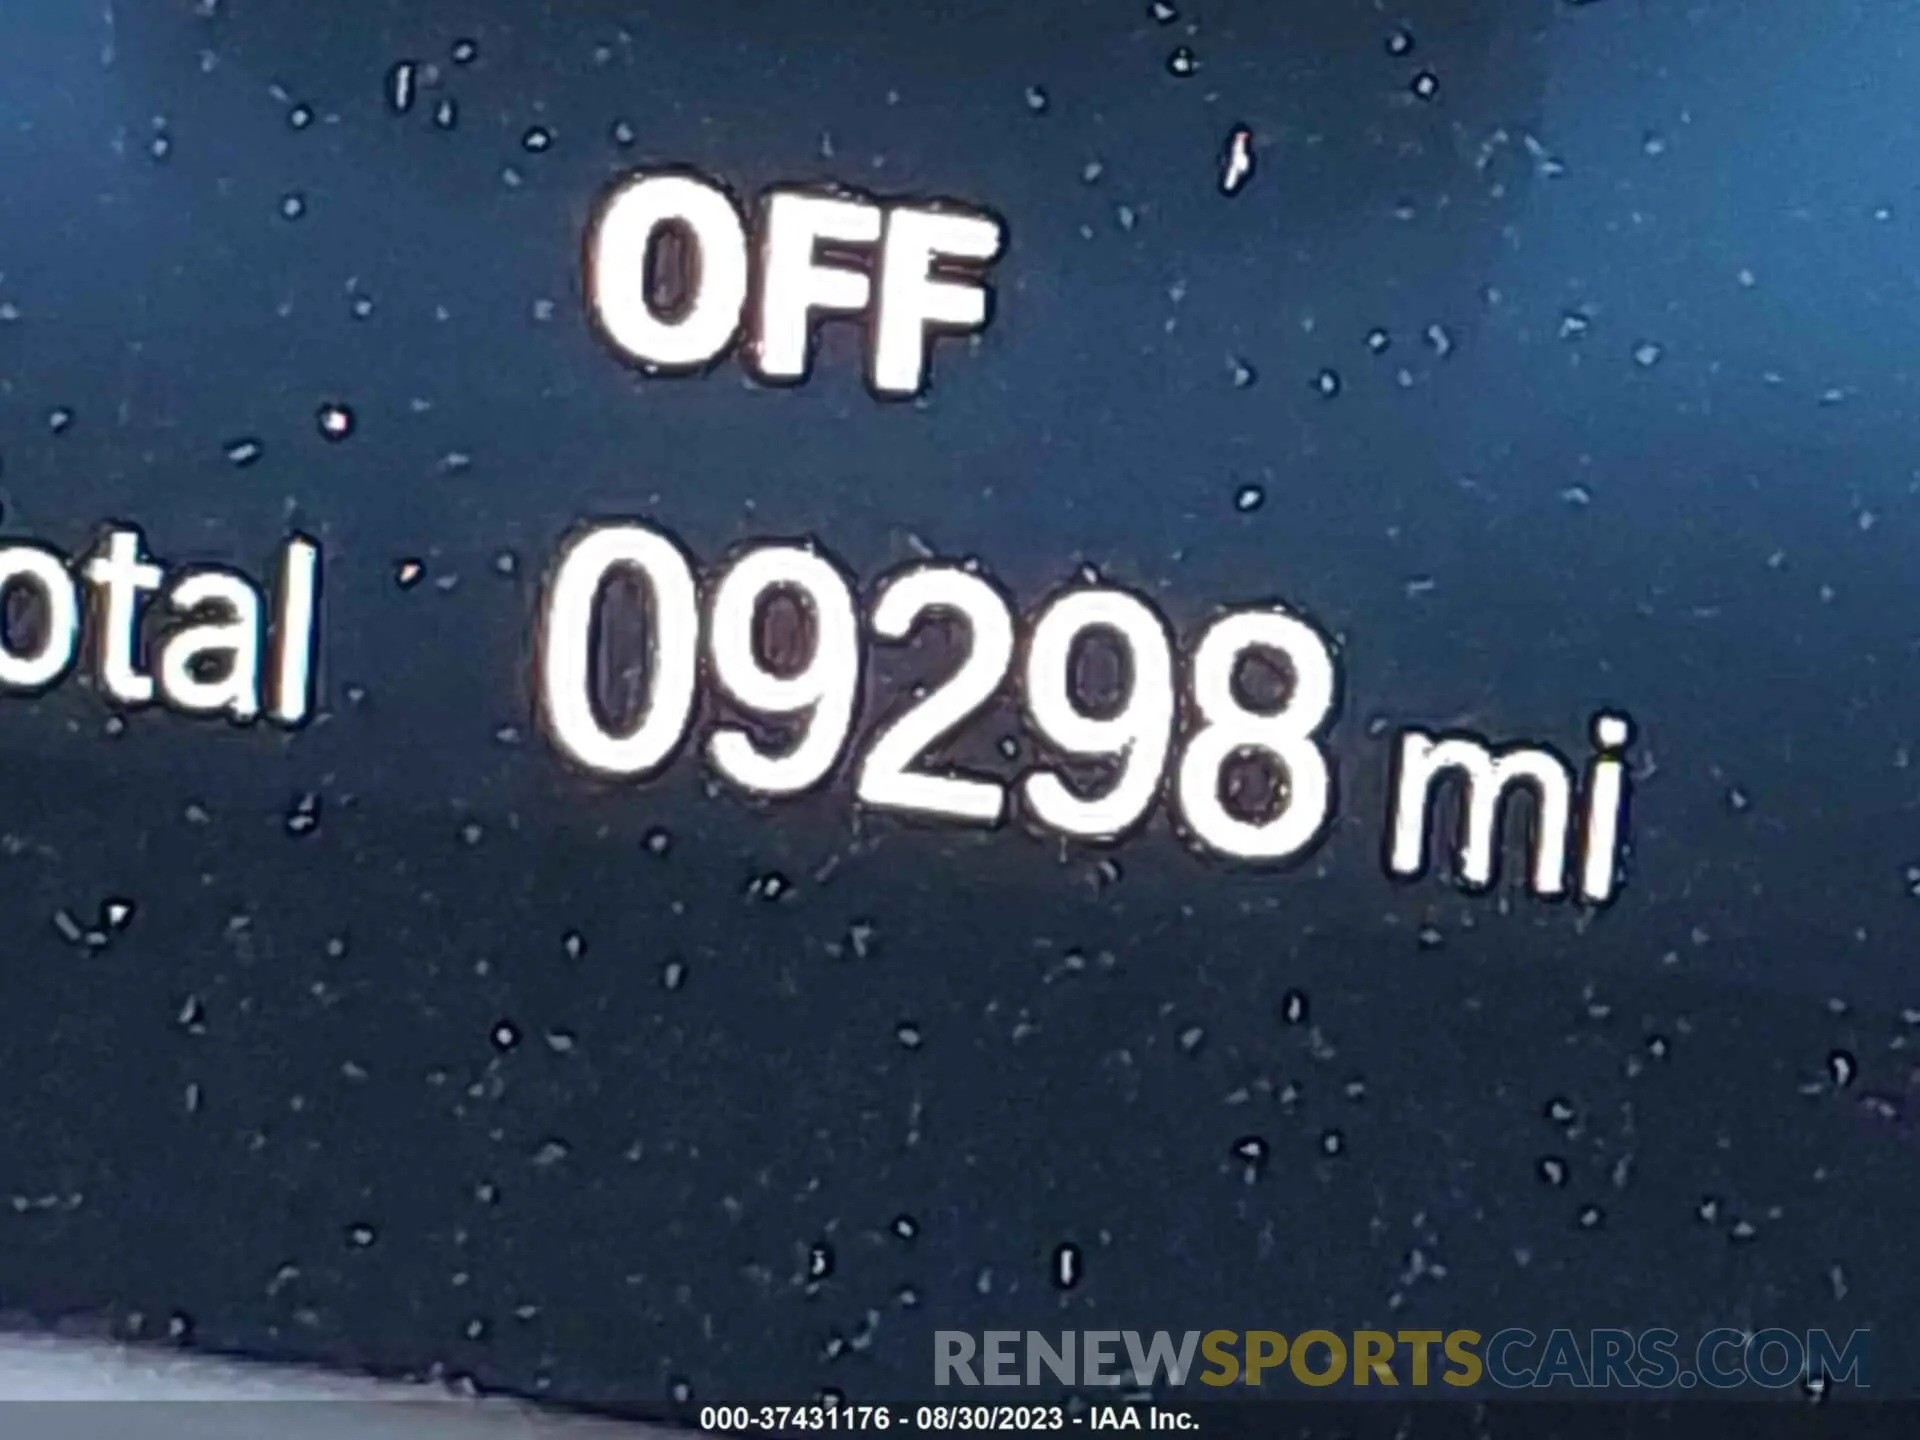 OFF
otal 09298 mi
RENEWSPORTSCARS.COM
000-37431176 - 08/30/2023 - IAA Inc.